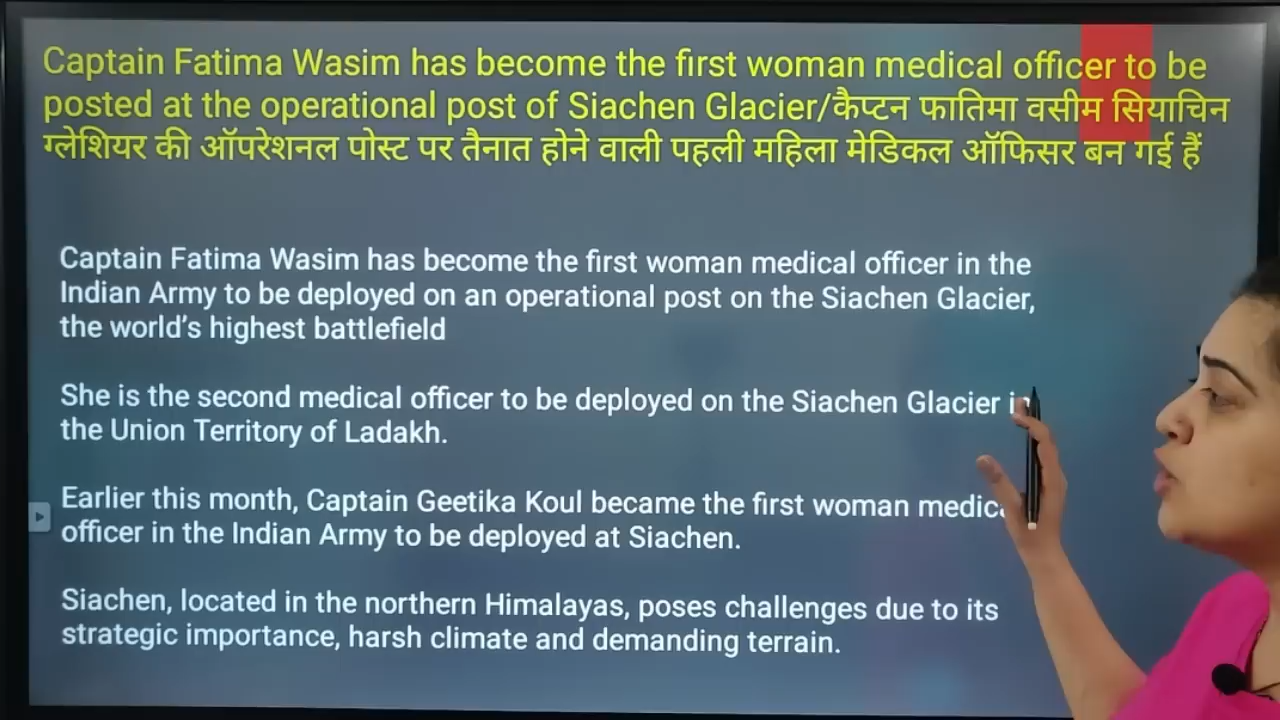 Captain Fatima Wasim has become the first woman medical officer to be
posted at the operational post of Siachen Glacier/कैप्टन फातिमा वसीम सियाचिन
ग्लेशियर की ऑपरेशनल पोस्ट पर तैनात होने वाली पहली महिला मेडिकल ऑफिसर बन गई हैं
Captain Fatima Wasim has become the first woman medical officer in the
Indian Army to be deployed on an operational post on the Siachen Glacier,
the world's highest battlefield
She is the second medical officer to be deployed on the Siachen Glacier in
the Union Territory of Ladakh.
Earlier this month, Captain Geetika Koul became the first woman medic
officer in the Indian Army to be deployed at Siachen.
Siachen, located in the northern Himalayas, poses challenges due to its
strategic importance, harsh climate and demanding terrain.